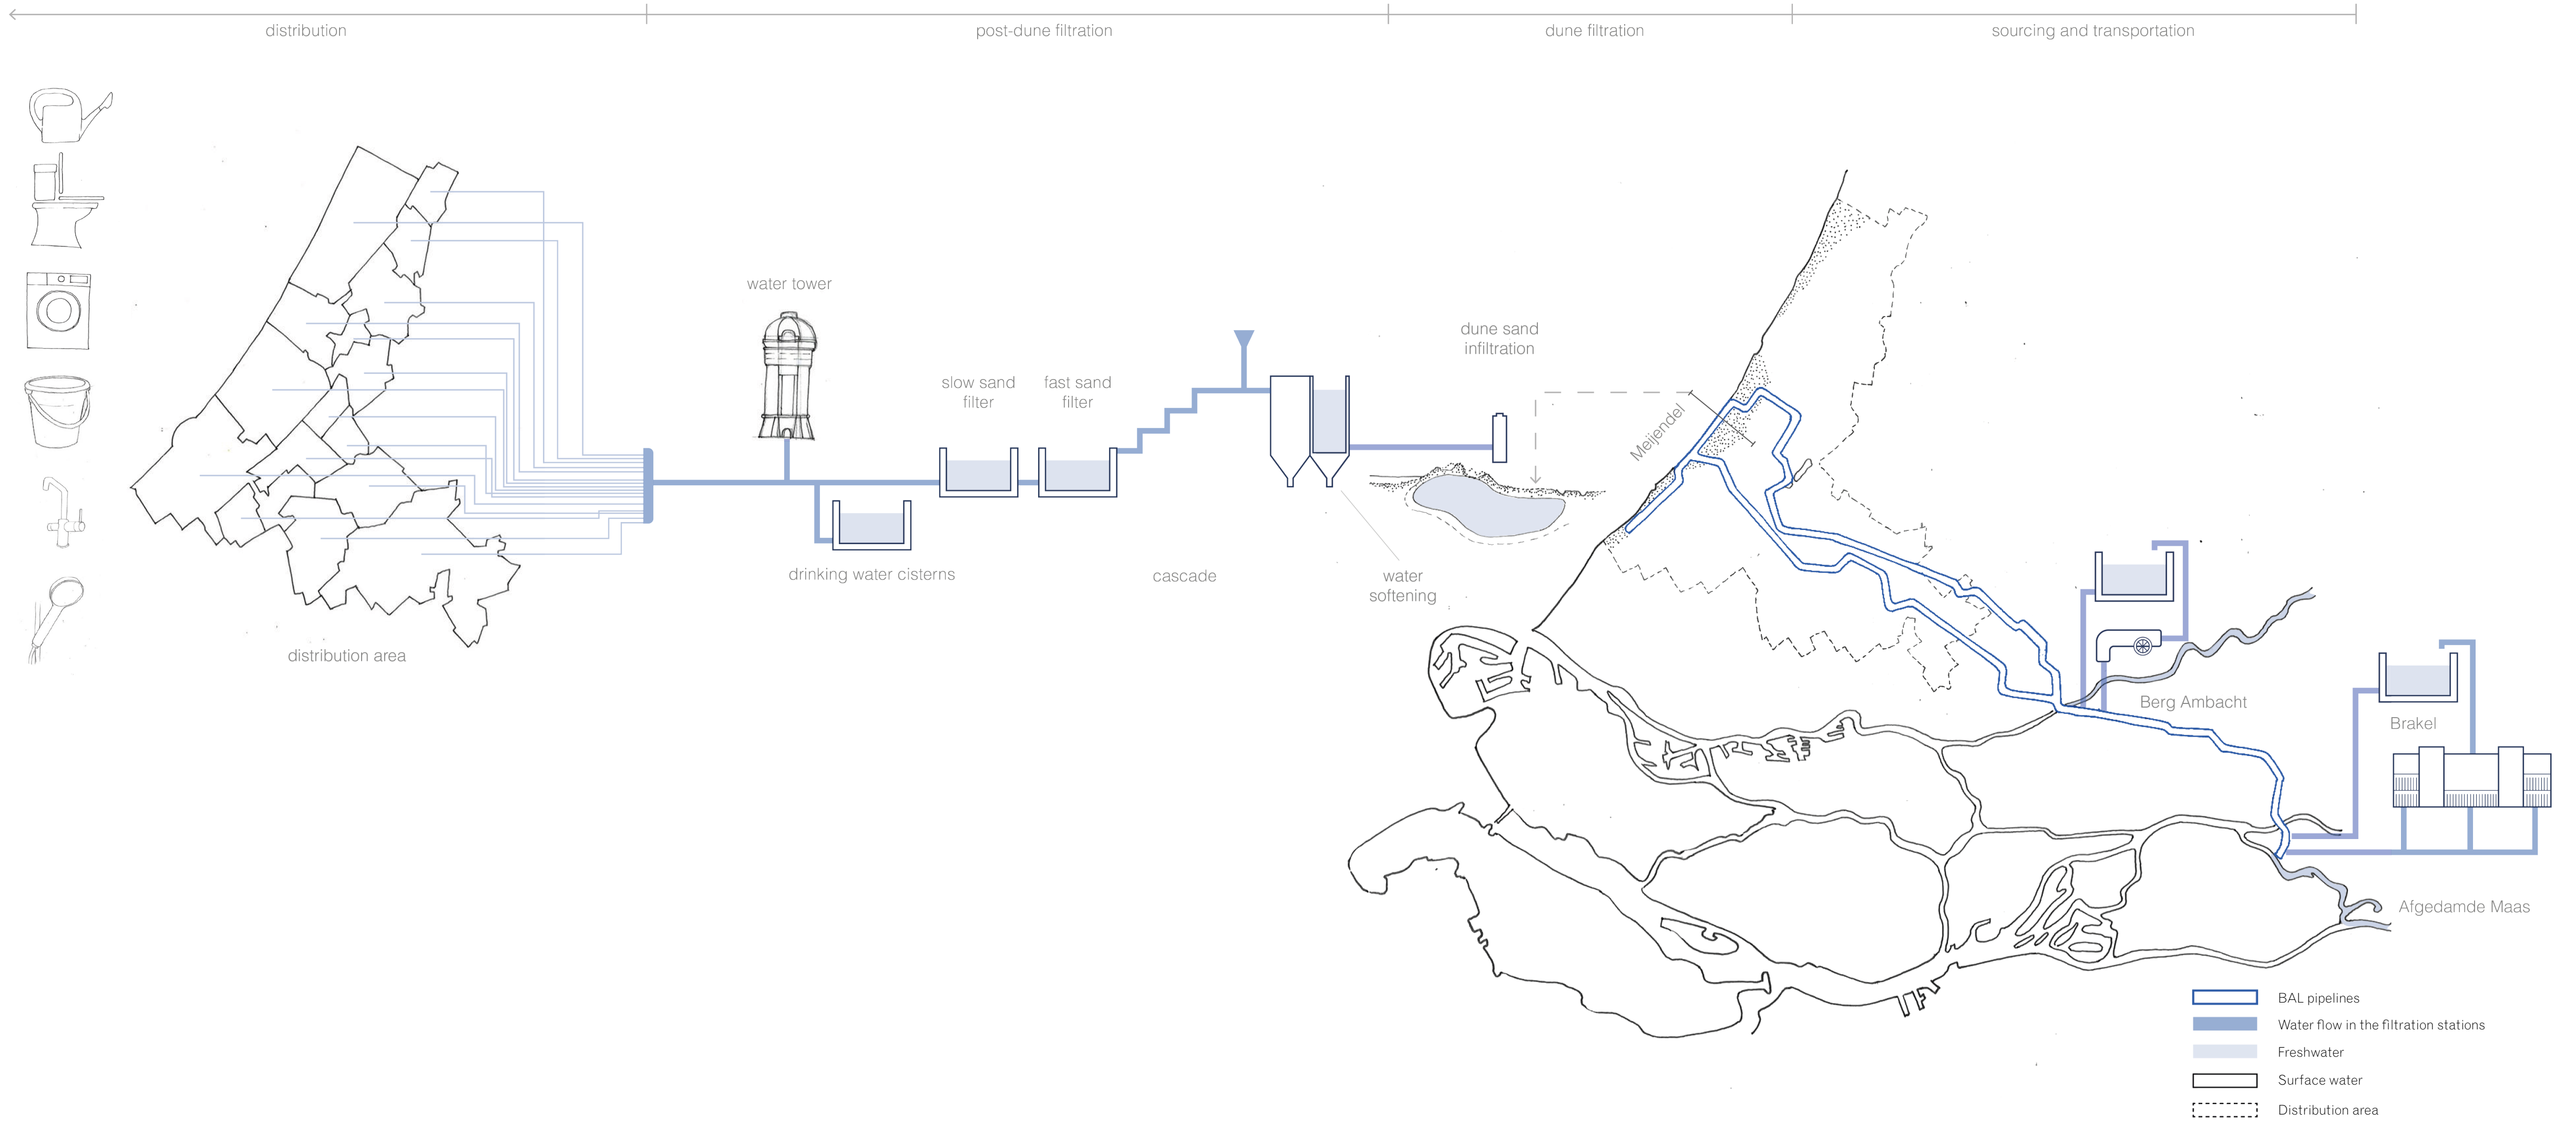 distribution
post-dune filtration
dune filtration
sourcing and transportation
water tower
dune sand
infiltration
slow sand
filter
fast sand
filter
Meijendel
drinking water cisterns
cascade
water
softening
distribution area
Berg Ambacht
Brakel
Afgedamde Maas
BAL pipelines
Water flow in the filtration stations
Freshwater
Surface water
Distribution area